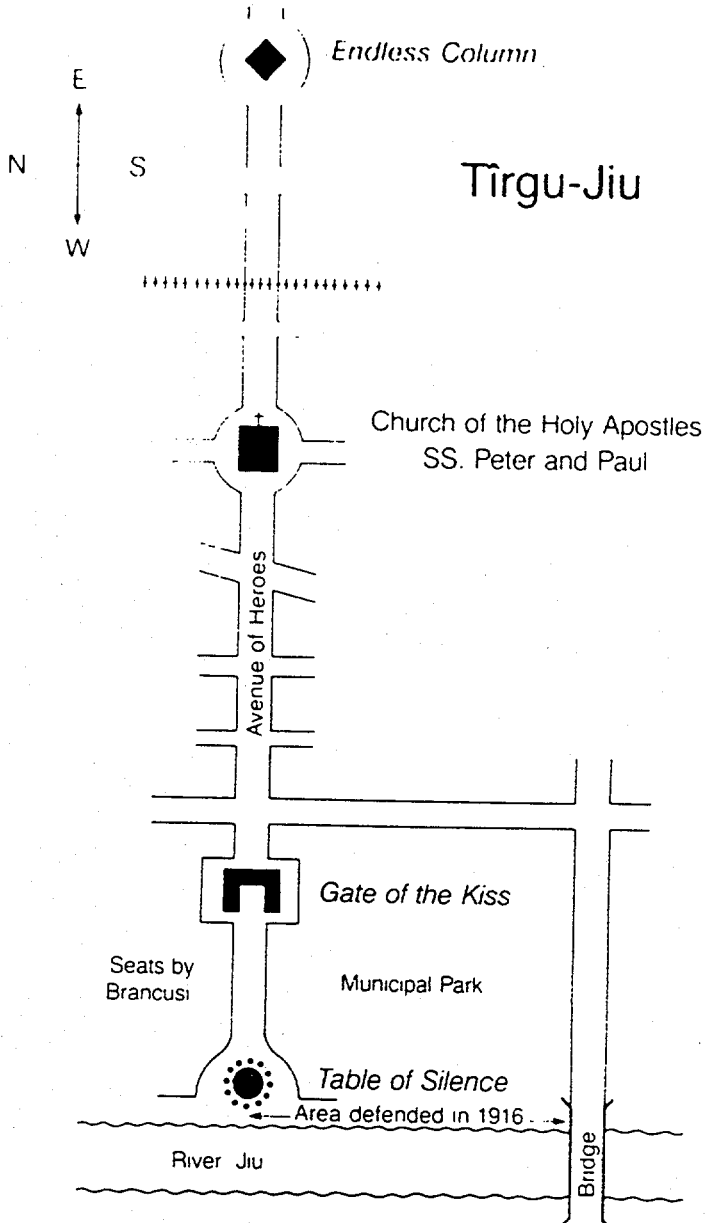 Endless Column
E
N
S
W
Tîrgu-Jiu
Church of the Holy Apostles
SS. Peter and Paul
Avenue of Heroes
Gate of the Kiss
Seats by
Brancusi
Municipal Park
Table of Silence
Area defended in 1916
River Jiu
Bridge